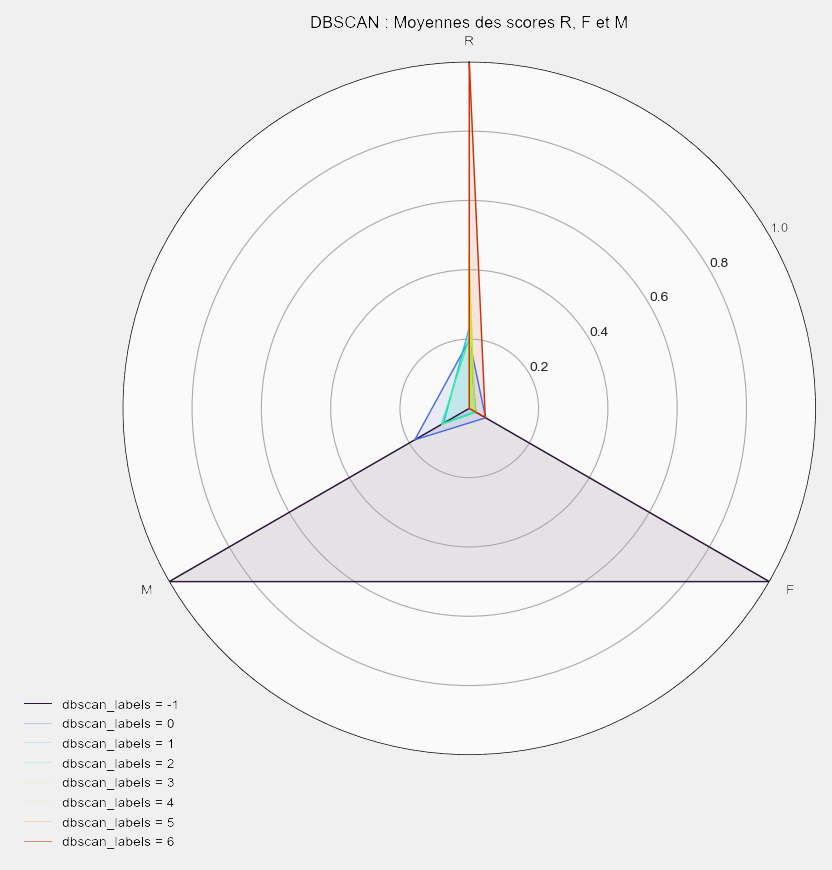 DBSCAN : Moyennes des scores R, F et M
R
1.0
0.8
0.6
0.4
0.2
M
F
dbscan_labels = -1
dbscan_labels = 0
dbscan_labels = 1
dbscan_labels = 2
dbscan_labels = 3
dbscan_labels = 4
dbscan_labels = 5
dbscan_labels = 6